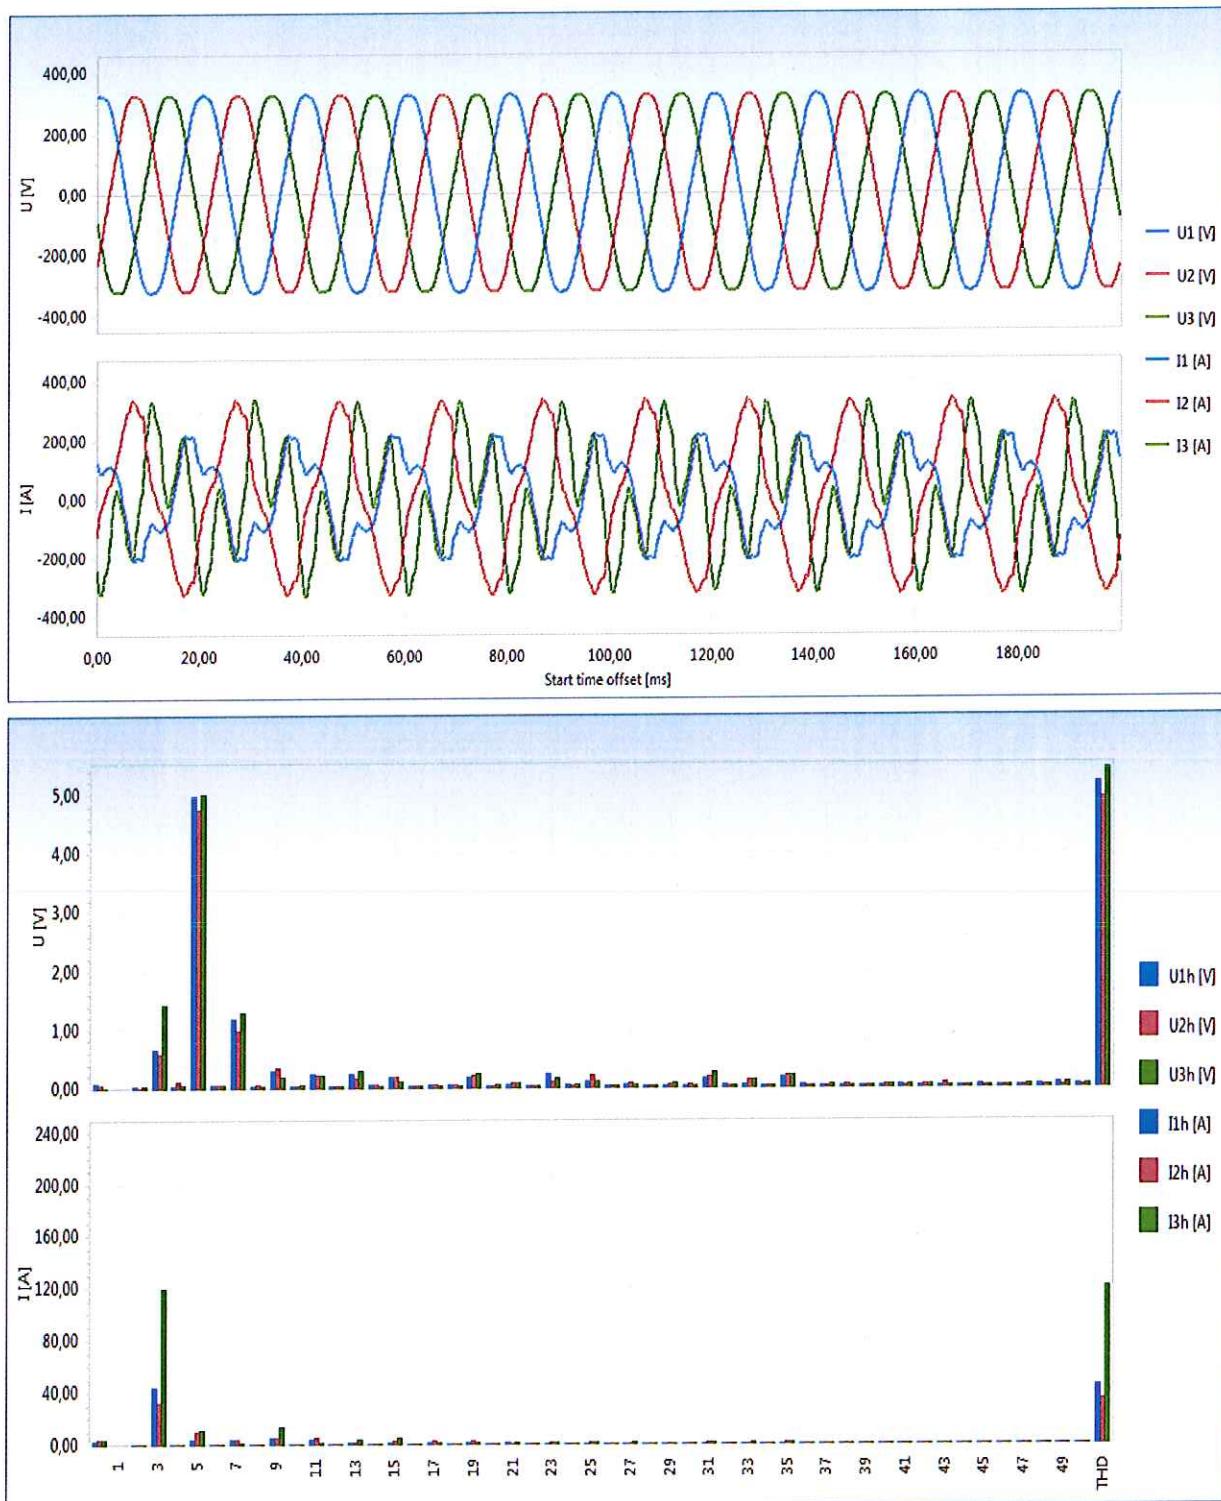 400,00
200,00
0,00
-200,00
-400,00
U [V]
U1 [V]
U2 [V]
U3 [V]
I1 [A]
I2 [A]
I3 [A]
400,00
200,00
0,00
-200,00
-400,00
I [A]
0,00 20,00 40,00 60,00 80,00 100,00 120,00 140,00 160,00 180,00
Start time offset [ms]
5,00
4,00
3,00
2,00
1,00
0,00
U [V]
U1h [V]
U2h [V]
U3h [V]
I1h [A]
I2h [A]
I3h [A]
240,00
200,00
160,00
120,00
80,00
40,00
0,00
I [A]
1 3 5 7 9 11 13 15 17 19 21 23 25 27 29 31 33 35 37 39 41 43 45 47 49 THD